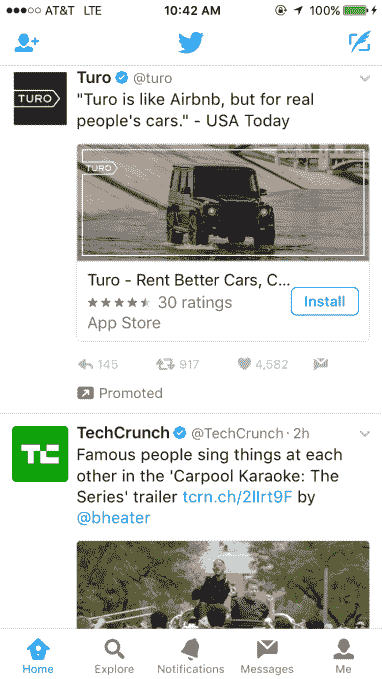 AT&T LTE 10:42 AM 100%
Turo @turo
TURO
"Turo is like Airbnb, but for real
people's cars." - USA Today
TURO
Turo - Rent Better Cars, C...
30 ratings
Install
App Store
145 917 4,582
Promoted
TechCrunch @TechCrunch · 2h
TC
Famous people sing things at each
other in the 'Carpool Karaoke: The
Series' trailer tcrn.ch/2lIrt9F by
@bheater
Home Explore Notifications Messages Me